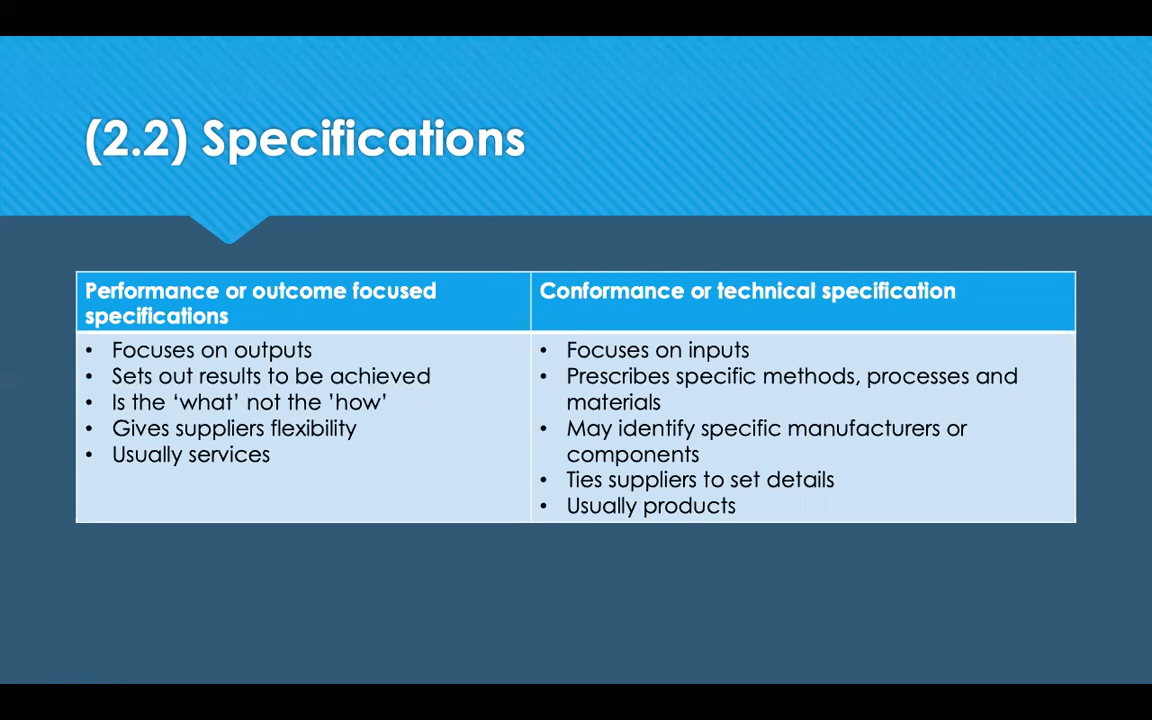 (2.2) Specifications
Performance or outcome focused
specifications
• Focuses on outputs
• Sets out results to be achieved
• Is the ‘what’ not the ’how’
• Gives suppliers flexibility
• Usually services
Conformance or technical specification
• Focuses on inputs
• Prescribes specific methods, processes and
materials
• May identify specific manufacturers or
components
• Ties suppliers to set details
• Usually products